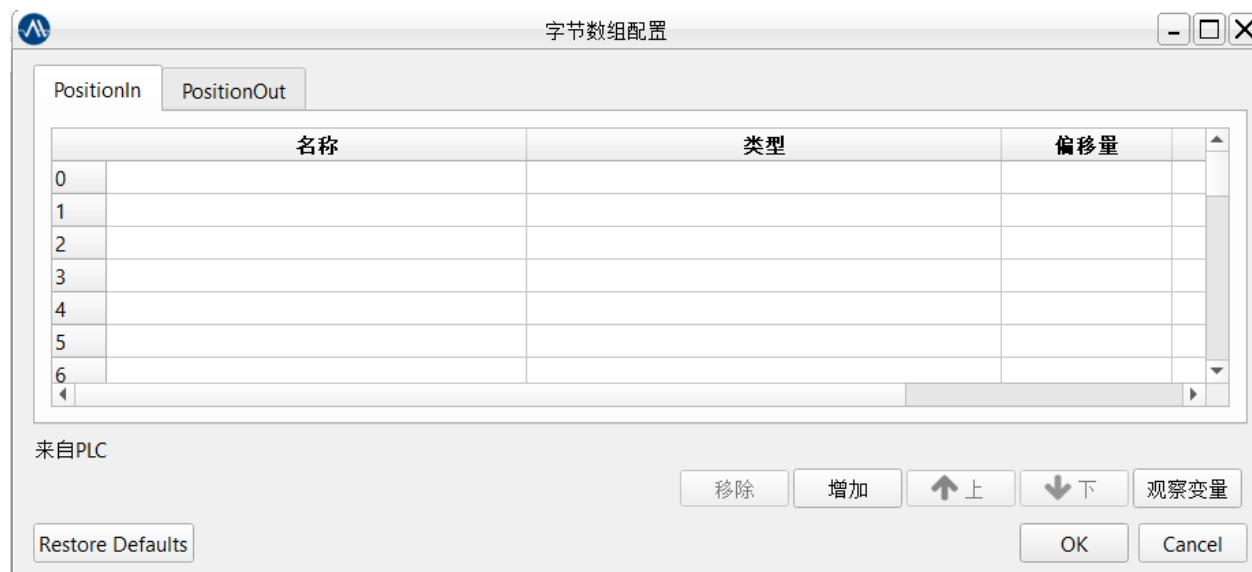 字节数组配置
PositionIn PositionOut
名称 类型 偏移量
0
1
2
3
4
5
6
来自PLC
移除 增加 上 下 观察变量
Restore Defaults OK Cancel